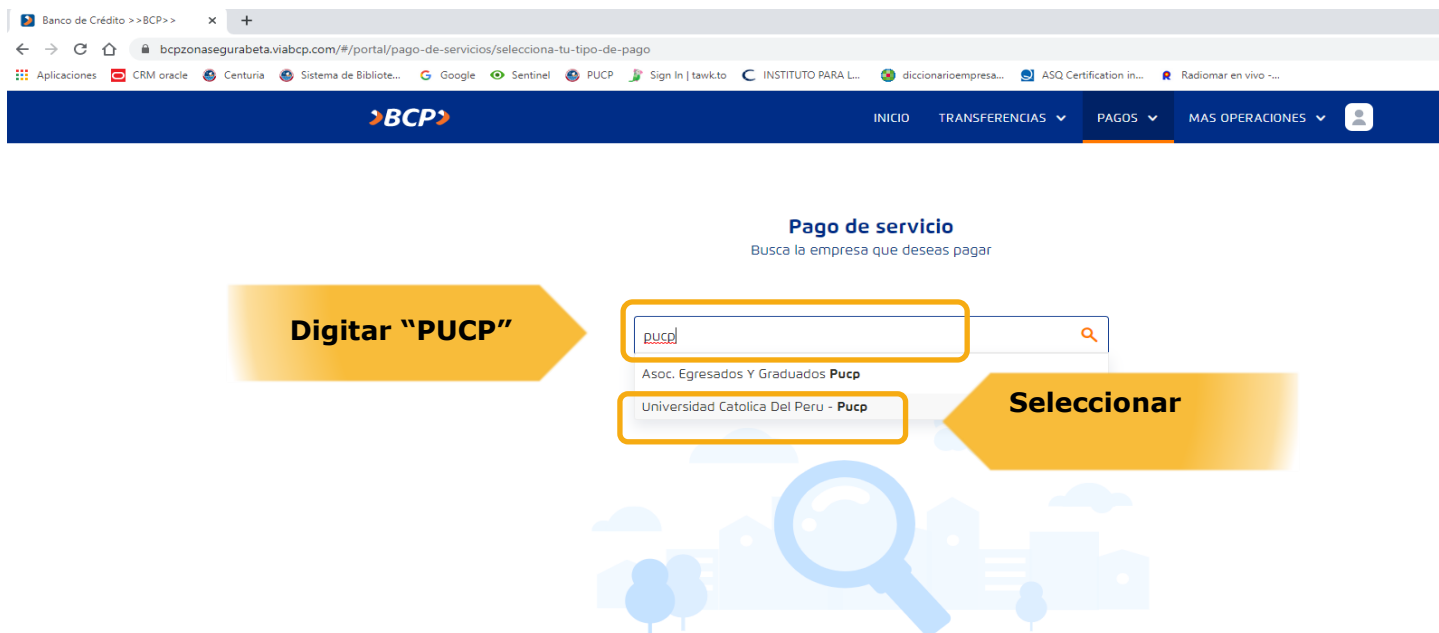 Banco de Crédito >>BCP>>
bcpzonasegurabeta.viabcp.com/#/portal/pago-de-servicios/selecciona-tu-tipo-de-pago
Aplicaciones CRM oracle Centuria Sistema de Bibliote... Google Sentinel PUCP Sign In | tawk.to INSTITUTO PARA L... diccionarioempresa... ASQ Certification in... Radiomar en vivo -...
>BCP> INICIO TRANSFERENCIAS PAGOS MAS OPERACIONES
Pago de servicio
Busca la empresa que deseas pagar
Digitar “PUCP”
pucp
Asoc. Egresados Y Graduados Pucp
Universidad Catolica Del Peru - Pucp
Seleccionar